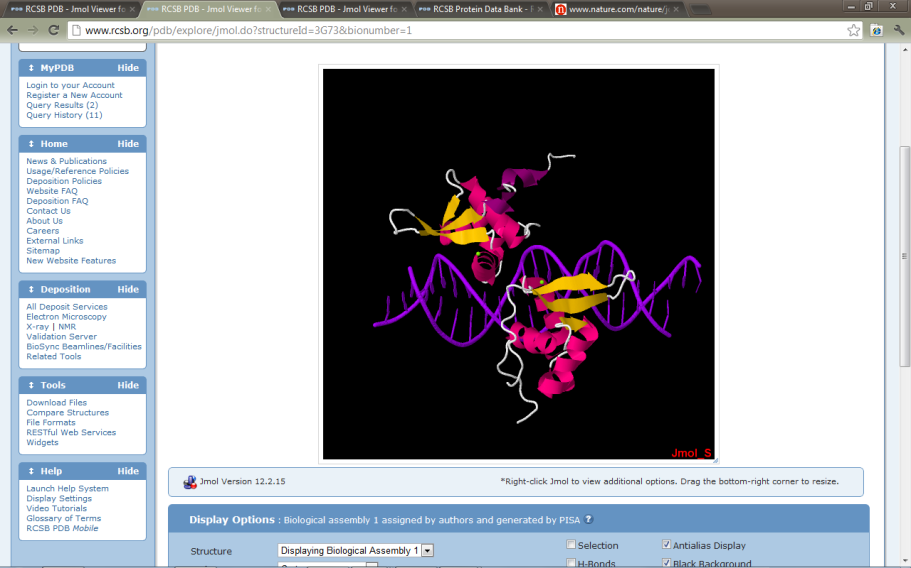 RCSB PDB - Jmol Viewer fo
RCSB PDB - Jmol Viewer fo
RCSB PDB - Jmol Viewer fo
RCSB Protein Data Bank - 
www.nature.com/nature/j
www.rcsb.org/pdb/explore/jmol.do?structureId=3G73&bionumber=1
MyPDB Hide
Login to your Account
Register a New Account
Query Results (2)
Query History (11)
Home Hide
News & Publications
Usage/Reference Policies
Deposition Policies
Website FAQ
Deposition FAQ
Contact Us
About Us
Careers
External Links
Sitemap
New Website Features
Deposition Hide
All Deposit Services
Electron Microscopy
X-ray | NMR
Validation Server
BioSync Beamlines/Facilities
Related Tools
Tools Hide
Download Files
Compare Structures
File Formats
RESTful Web Services
Widgets
Help Hide
Launch Help System
Display Settings
Video Tutorials
Glossary of Terms
RCSB PDB Mobile
Jmol_S
Jmol Version 12.2.15
*Right-click Jmol to view additional options. Drag the bottom-right corner to resize.
Display Options : Biological assembly 1 assigned by authors and generated by PISA ?
Structure
Displaying Biological Assembly 1
Selection
Antialias Display
H-Bonds
Black Background